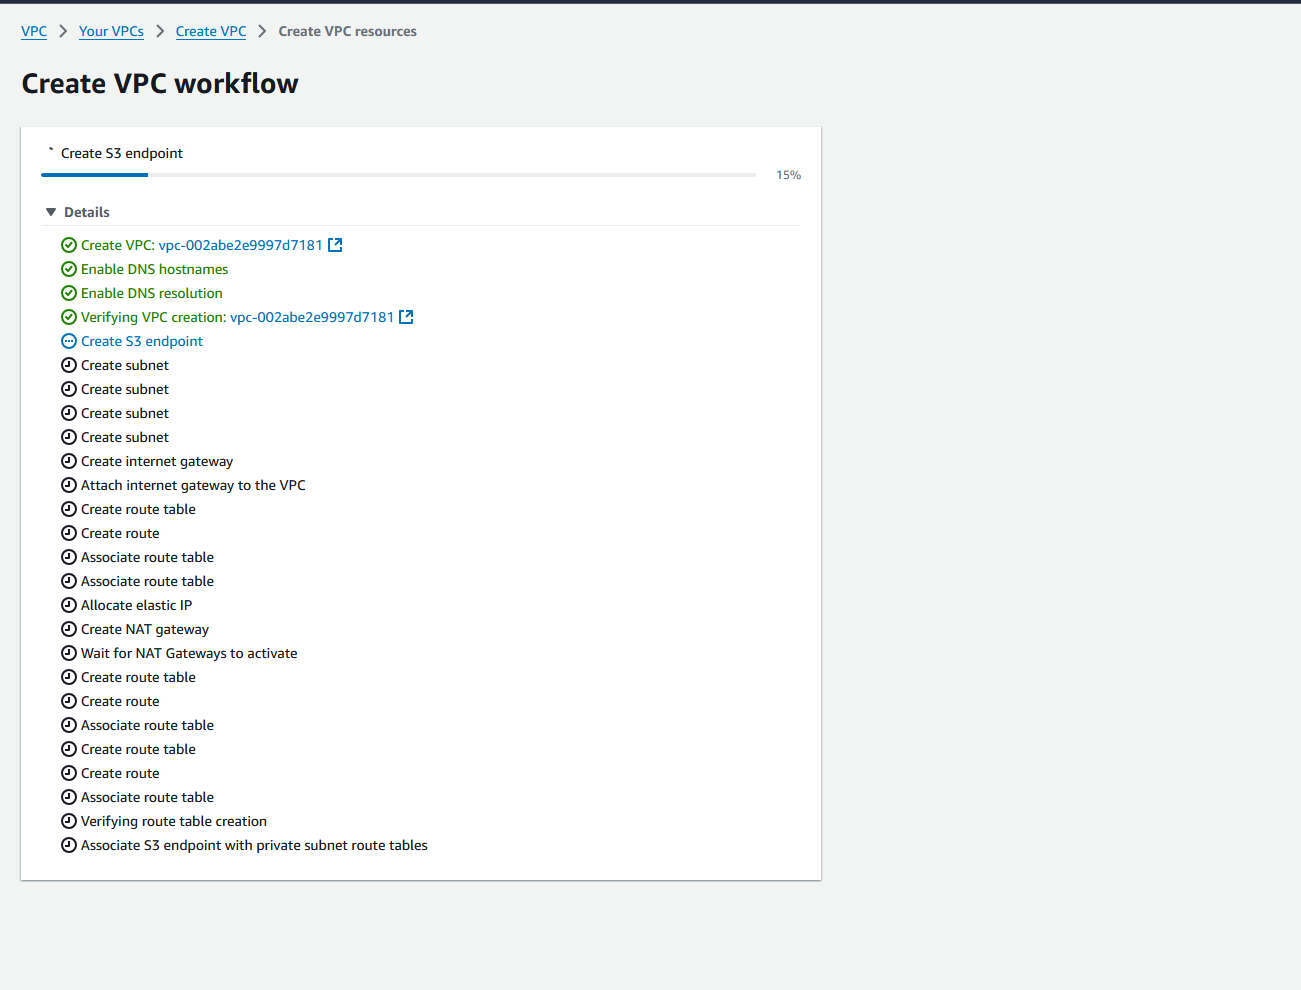 VPC > Your VPCs > Create VPC > Create VPC resources
Create VPC workflow
Create S3 endpoint
15%
Details
Create VPC: vpc-002abe2e9997d7181
Enable DNS hostnames
Enable DNS resolution
Verifying VPC creation: vpc-002abe2e9997d7181
Create S3 endpoint
Create subnet
Create subnet
Create subnet
Create subnet
Create internet gateway
Attach internet gateway to the VPC
Create route table
Create route
Associate route table
Associate route table
Allocate elastic IP
Create NAT gateway
Wait for NAT Gateways to activate
Create route table
Create route
Associate route table
Create route table
Create route
Associate route table
Verifying route table creation
Associate S3 endpoint with private subnet route tables